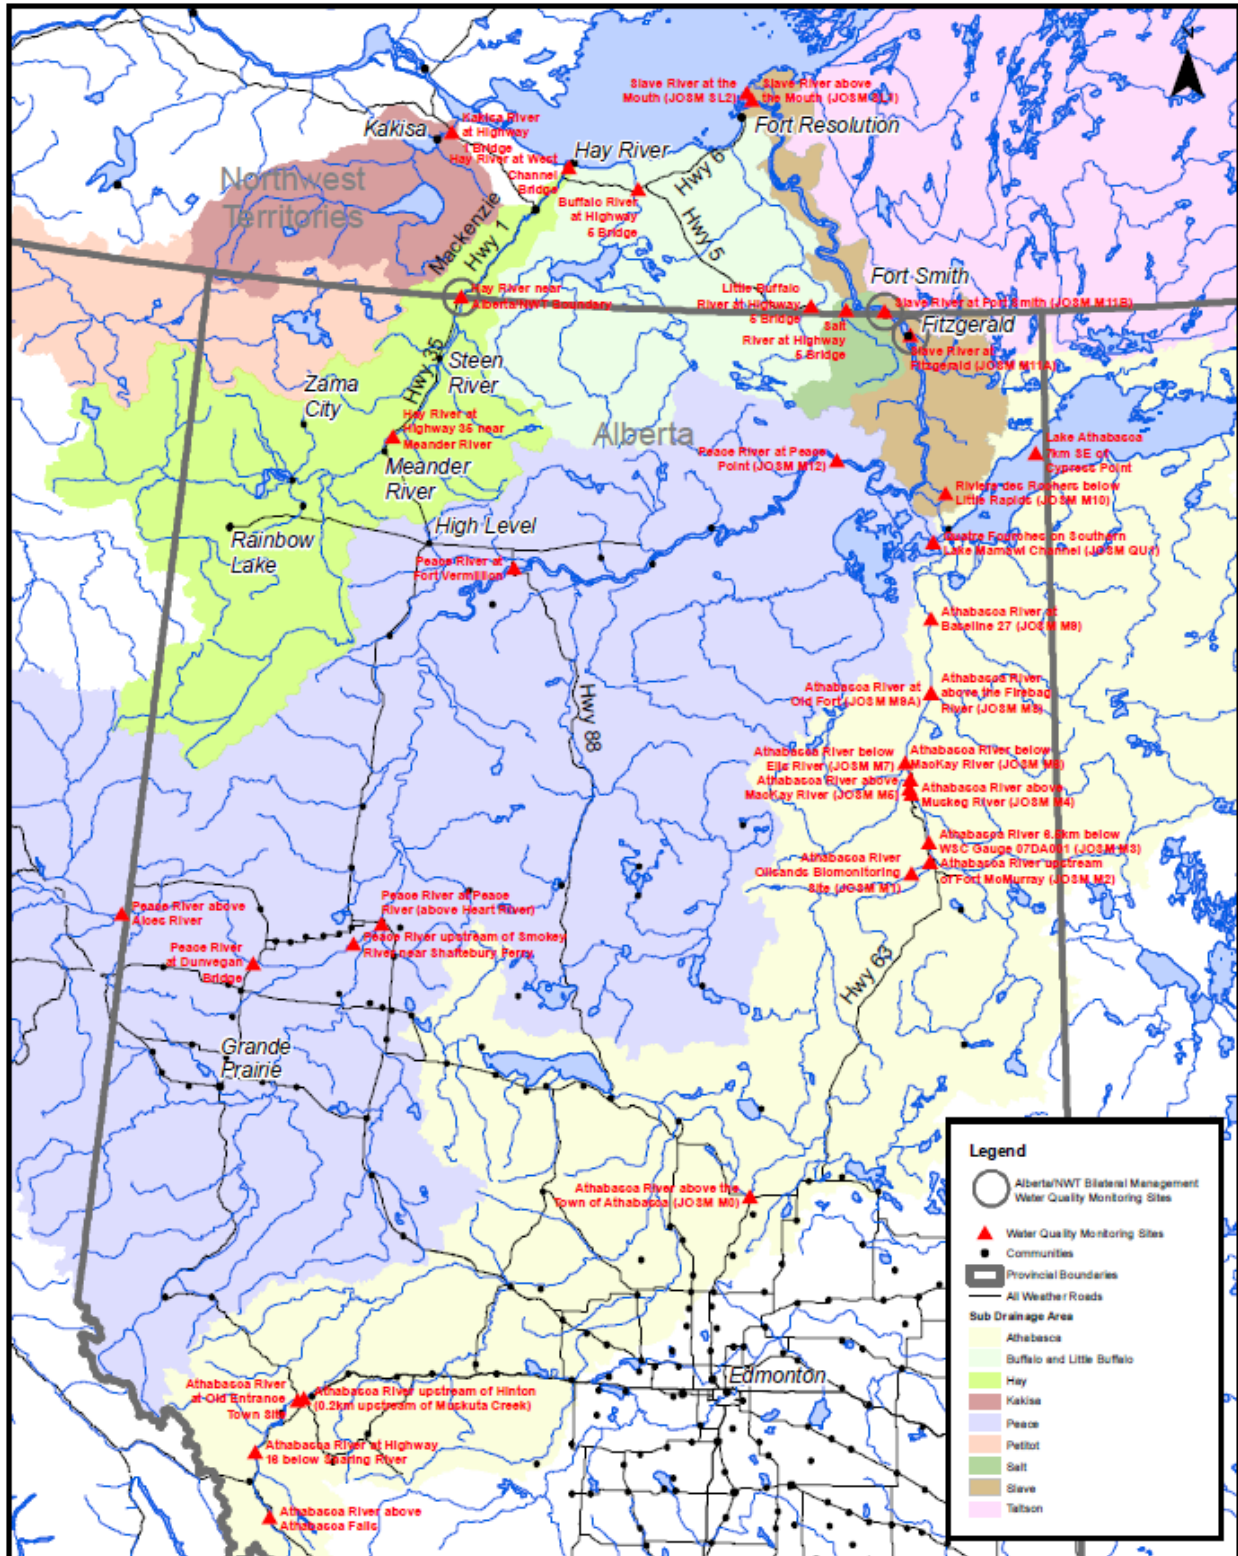 Slave River at the
Mouth (JOSM SL2)
Slave River above
the Mouth (JOSM SL1)
Fort Resolution
Kakisa
Kakisa River
at Highway
1 Bridge
Hay River at West
Channel
Bridge
Hay River
Northwest
Territories
Mackenzie
Hwy 1
Buffalo River
at Highway
5 Bridge
Hwy 6
Hwy 5
Hay River near
Alberta/NWT Boundary
Little Buffalo
River at Highway
5 Bridge
Salt
River at Highway
5 Bridge
Fort Smith
Slave River at Fort Smith (JOSM M11B)
Fitzgerald
Slave River at
Fitzgerald (JOSM M11A)
Hwy 35
Steen
River
Zama
City
Hay River at
Highway 35 near
Meander River
Meander
River
Alberta
Peace River at Peace
Point (JOSM M12)
Lake Athabasca
7km SE of
Cypress Point
Riviere des Rochers below
Little Rapids (JOSM M10)
Rainbow
Lake
High Level
Peace River at
Fort Vermillion
Quatre Fourches on Southern
Lake Mamawi Channel (JOSM QU1)
Athabasca River at
Baseline 27 (JOSM M9)
Hwy 88
Athabasca River at
Old Fort (JOSM M9A)
Athabasca River
above the Firebag
River (JOSM M8)
Athabasca River below
Ells River (JOSM M7)
Athabasca River below
MacKay River (JOSM M6)
Athabasca River above
MacKay River (JOSM M5)
Athabasca River above
Muskeg River (JOSM M4)
Athabasca River 6.5km below
WSC Gauge 07DA001 (JOSM M3)
Athabasca River
Oilsands Biomonitoring
Site (JOSM M1)
Athabasca River upstream
of Fort McMurray (JOSM M2)
Peace River above
Alces River
Peace River at Peace
River (above Heart River)
Peace River
at Dunvegan
Bridge
Peace River upstream of Smokey
River near Shaftebury Ferry
Hwy 63
Grande
Prairie
Athabasca River above the
Town of Athabasca (JOSM M0)
Edmonton
Athabasca River
at Old Entrance
Town Site
Athabasca River upstream of Hinton
(0.2km upstream of Muskuta Creek)
Athabasca River at Highway
16 below Snaring River
Athabasca River above
Athabasca Falls
Legend
Alberta/NWT Bilateral Management
Water Quality Monitoring Sites
Water Quality Monitoring Sites
Communities
Provincial Boundaries
All Weather Roads
Sub Drainage Area
Athabasca
Buffalo and Little Buffalo
Hay
Kakisa
Peace
Petitot
Salt
Slave
Taltson